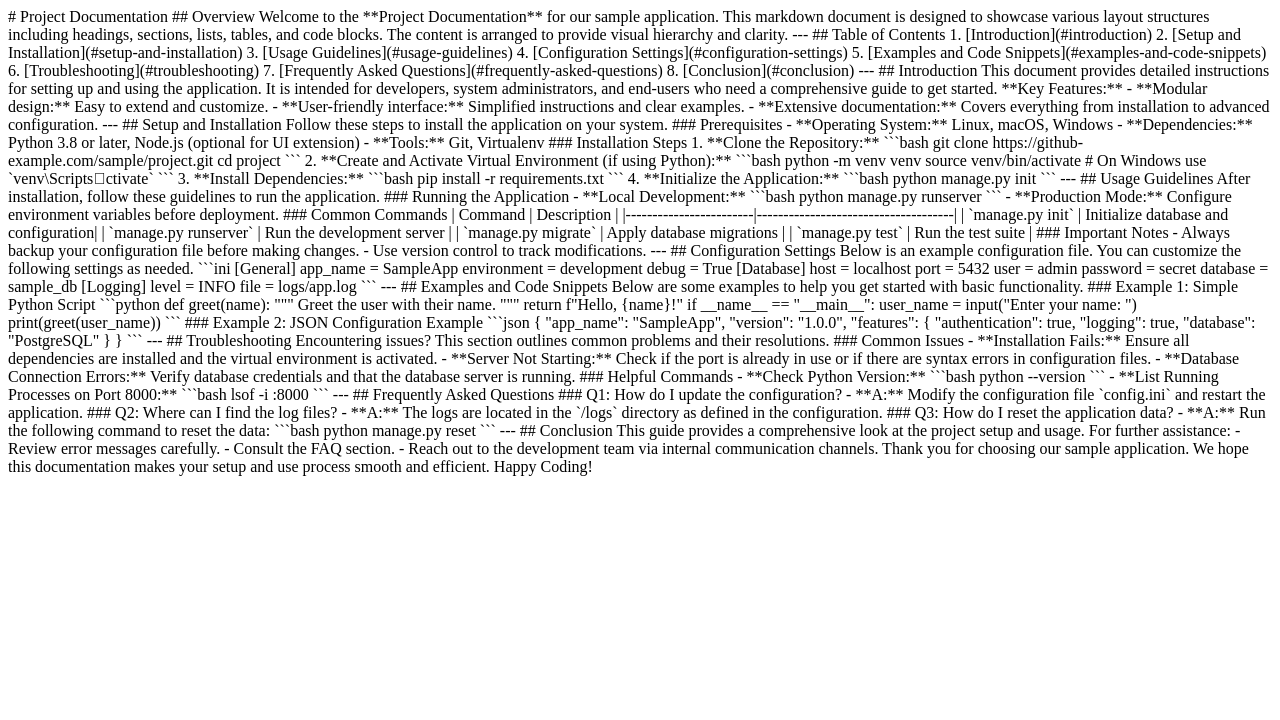 # Project Documentation ## Overview Welcome to the **Project Documentation** for our sample application. This markdown document is designed to showcase various layout structures
including headings, sections, lists, tables, and code blocks. The content is arranged to provide visual hierarchy and clarity. --- ## Table of Contents 1. [Introduction](#introduction) 2. [Setup and
Installation](#setup-and-installation) 3. [Usage Guidelines](#usage-guidelines) 4. [Configuration Settings](#configuration-settings) 5. [Examples and Code Snippets](#examples-and-code-snippets)
6. [Troubleshooting](#troubleshooting) 7. [Frequently Asked Questions](#frequently-asked-questions) 8. [Conclusion](#conclusion) --- ## Introduction This document provides detailed instructions
for setting up and using the application. It is intended for developers, system administrators, and end-users who need a comprehensive guide to get started. **Key Features:** - **Modular
design:** Easy to extend and customize. - **User-friendly interface:** Simplified instructions and clear examples. - **Extensive documentation:** Covers everything from installation to advanced
configuration. --- ## Setup and Installation Follow these steps to install the application on your system. ### Prerequisites - **Operating System:** Linux, macOS, Windows - **Dependencies:**
Python 3.8 or later, Node.js (optional for UI extension) - **Tools:** Git, Virtualenv ### Installation Steps 1. **Clone the Repository:** ```bash git clone https://github-
example.com/sample/project.git cd project ``` 2. **Create and Activate Virtual Environment (if using Python):** ```bash python -m venv venv source venv/bin/activate # On Windows use
`venv\Scripts□ctivate` ``` 3. **Install Dependencies:** ```bash pip install -r requirements.txt ``` 4. **Initialize the Application:** ```bash python manage.py init ``` --- ## Usage Guidelines After
installation, follow these guidelines to run the application. ### Running the Application - **Local Development:** ```bash python manage.py runserver ``` - **Production Mode:** Configure
environment variables before deployment. ### Common Commands | Command | Description | |------------------------|-------------------------------------| | `manage.py init` | Initialize database and
configuration| | `manage.py runserver` | Run the development server | | `manage.py migrate` | Apply database migrations | | `manage.py test` | Run the test suite | ### Important Notes - Always
backup your configuration file before making changes. - Use version control to track modifications. --- ## Configuration Settings Below is an example configuration file. You can customize the
following settings as needed. ```ini [General] app_name = SampleApp environment = development debug = True [Database] host = localhost port = 5432 user = admin password = secret database =
sample_db [Logging] level = INFO file = logs/app.log ``` --- ## Examples and Code Snippets Below are some examples to help you get started with basic functionality. ### Example 1: Simple
Python Script ```python def greet(name): """ Greet the user with their name. """ return f"Hello, {name}!" if __name__ == "__main__": user_name = input("Enter your name: ")
print(greet(user_name)) ``` ### Example 2: JSON Configuration Example ```json { "app_name": "SampleApp", "version": "1.0.0", "features": { "authentication": true, "logging": true, "database":
"PostgreSQL" } } ``` --- ## Troubleshooting Encountering issues? This section outlines common problems and their resolutions. ### Common Issues - **Installation Fails:** Ensure all
dependencies are installed and the virtual environment is activated. - **Server Not Starting:** Check if the port is already in use or if there are syntax errors in configuration files. - **Database
Connection Errors:** Verify database credentials and that the database server is running. ### Helpful Commands - **Check Python Version:** ```bash python --version ``` - **List Running
Processes on Port 8000:** ```bash lsof -i :8000 ``` --- ## Frequently Asked Questions ### Q1: How do I update the configuration? - **A:** Modify the configuration file `config.ini` and restart the
application. ### Q2: Where can I find the log files? - **A:** The logs are located in the `/logs` directory as defined in the configuration. ### Q3: How do I reset the application data? - **A:** Run
the following command to reset the data: ```bash python manage.py reset ``` --- ## Conclusion This guide provides a comprehensive look at the project setup and usage. For further assistance: -
Review error messages carefully. - Consult the FAQ section. - Reach out to the development team via internal communication channels. Thank you for choosing our sample application. We hope
this documentation makes your setup and use process smooth and efficient. Happy Coding!